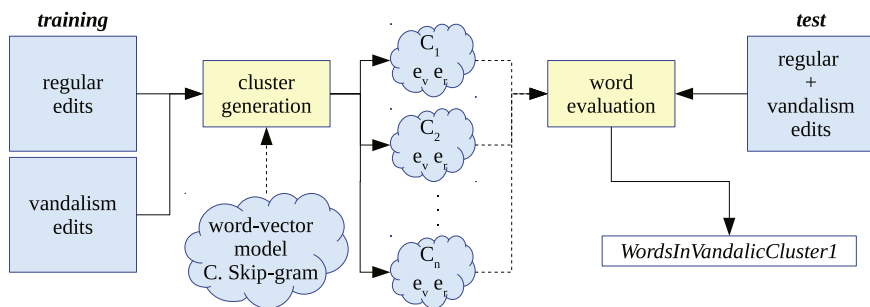 training
regular
edits
vandalism
edits
cluster
generation
word-vector
model
C. Skip-gram
C1
ev er
C2
ev er
. . .
Cn
ev er
word
evaluation
test
regular
+
vandalism
edits
WordsInVandalicCluster1